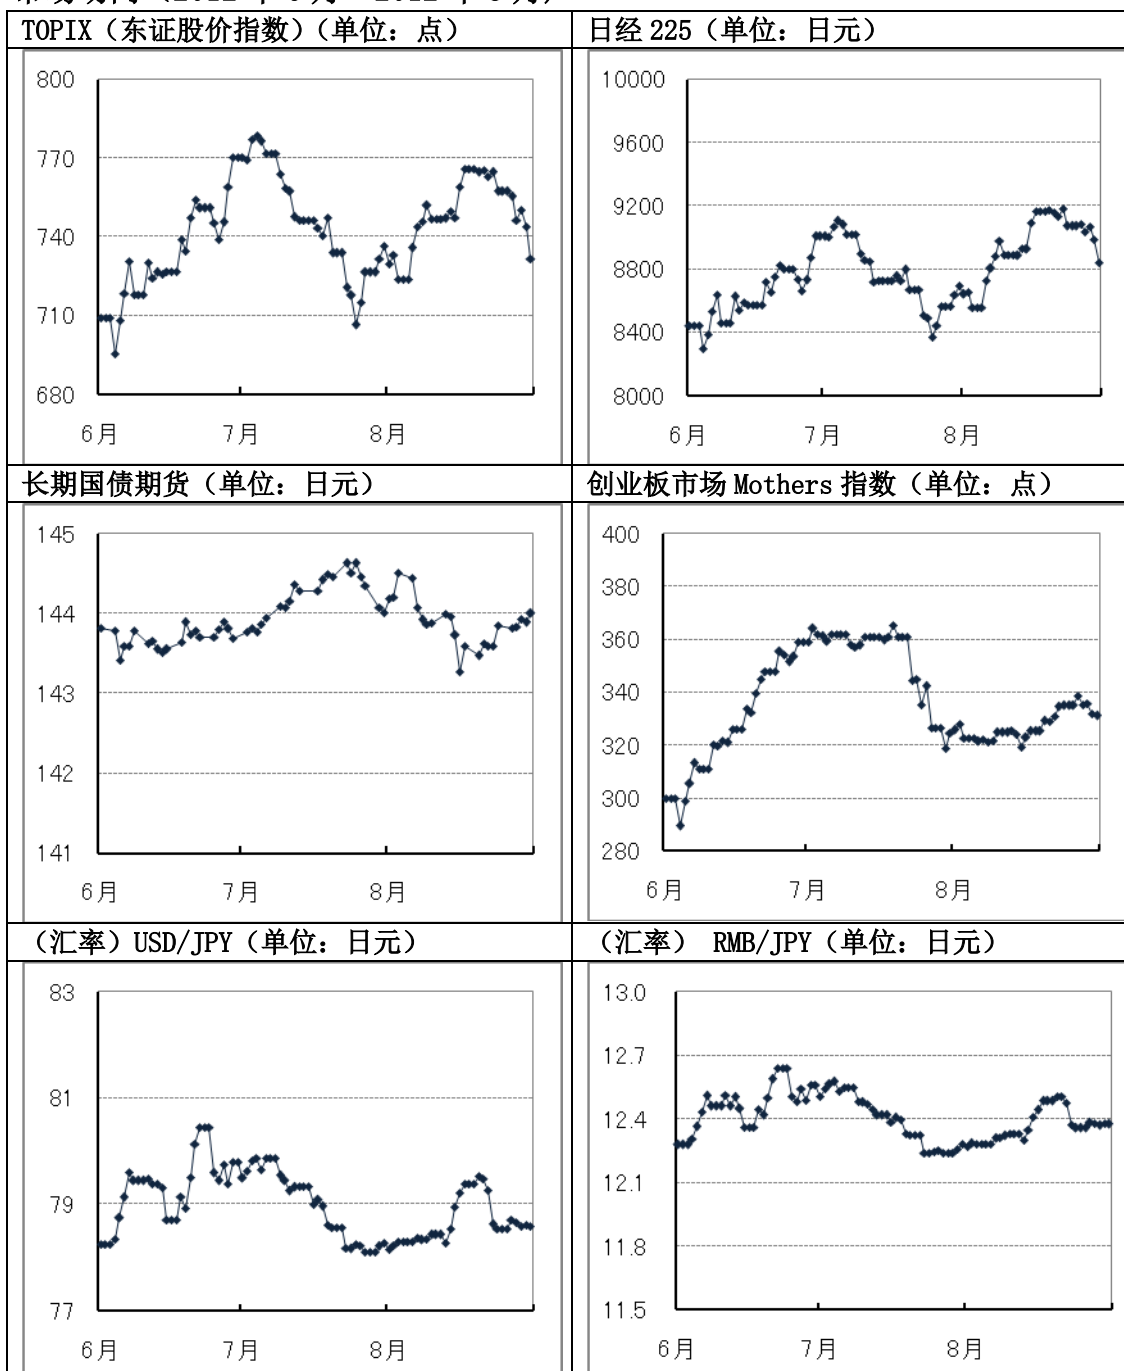 TOPIX（东证股价指数）（单位：点）
800
770
740
710
680
6月 7月 8月
日经 225（单位：日元）
10000
9600
9200
8800
8400
8000
6月 7月 8月
长期国债期货（单位：日元）
145
144
143
142
141
6月 7月 8月
创业板市场 Mothers 指数（单位：点）
400
380
360
340
320
300
280
6月 7月 8月
（汇率）USD/JPY（单位：日元）
83
81
79
77
6月 7月 8月
（汇率） RMB/JPY（单位：日元）
13.0
12.7
12.4
12.1
11.8
11.5
6月 7月 8月